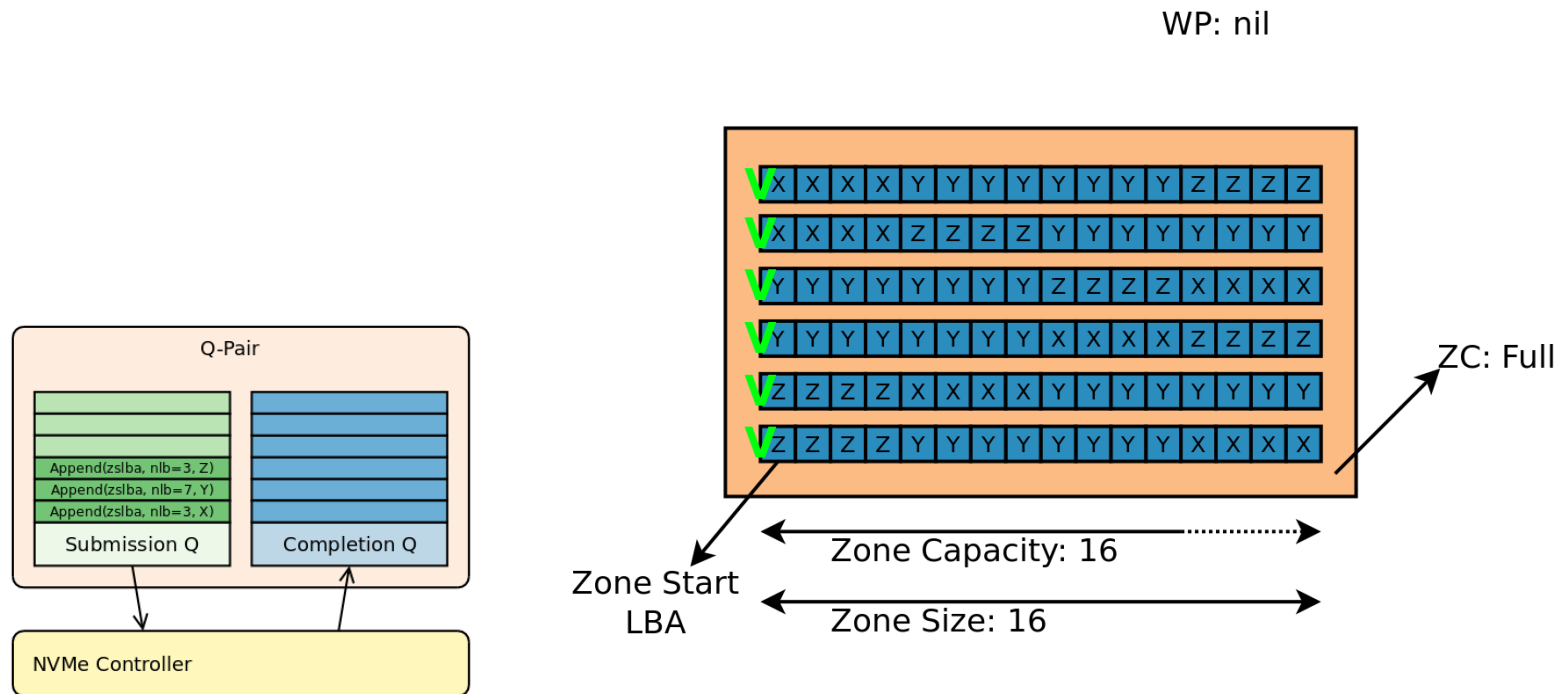 WP: nil
V X X X X Y Y Y Y Y Y Y Y Z Z Z Z
V X X X X Z Z Z Z Y Y Y Y Y Y Y Y
V Y Y Y Y Y Y Y Y Z Z Z Z X X X X
V Y Y Y Y Y Y Y Y X X X X Z Z Z Z
V Z Z Z Z X X X X Y Y Y Y Y Y Y Y
V Z Z Z Z Y Y Y Y Y Y Y Y X X X X
ZC: Full
Zone Start
LBA
Zone Capacity: 16
Zone Size: 16
Q-Pair
Append(zslba, nlb=3, Z)
Append(zslba, nlb=7, Y)
Append(zslba, nlb=3, X)
Submission Q
Completion Q
NVMe Controller